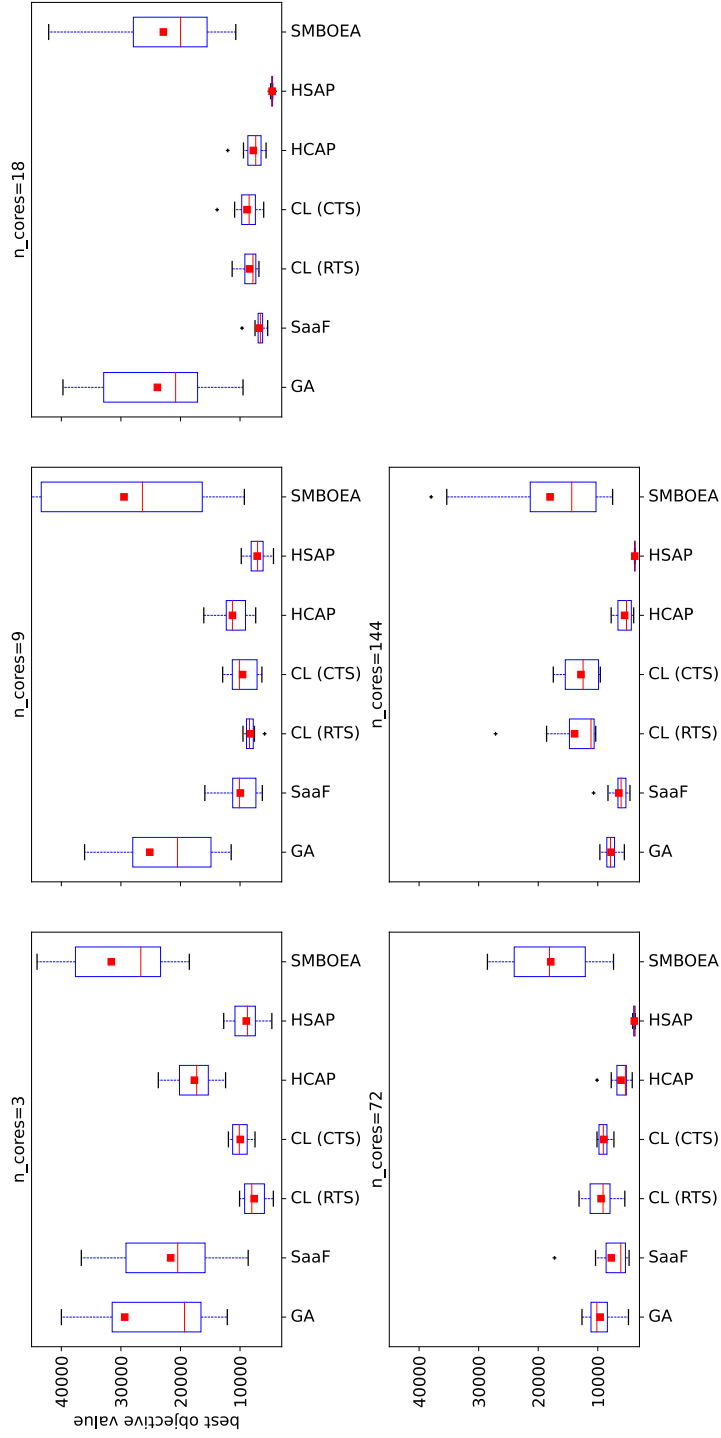 n_cores=3
best objective value
40000
30000
20000
10000
GA
SaaF
CL (RTS)
CL (CTS)
HCAP
HSAP
SMBOEA
n_cores=9
GA
SaaF
CL (RTS)
CL (CTS)
HCAP
HSAP
SMBOEA
n_cores=18
GA
SaaF
CL (RTS)
CL (CTS)
HCAP
HSAP
SMBOEA
n_cores=72
40000
30000
20000
10000
GA
SaaF
CL (RTS)
CL (CTS)
HCAP
HSAP
SMBOEA
n_cores=144
GA
SaaF
CL (RTS)
CL (CTS)
HCAP
HSAP
SMBOEA